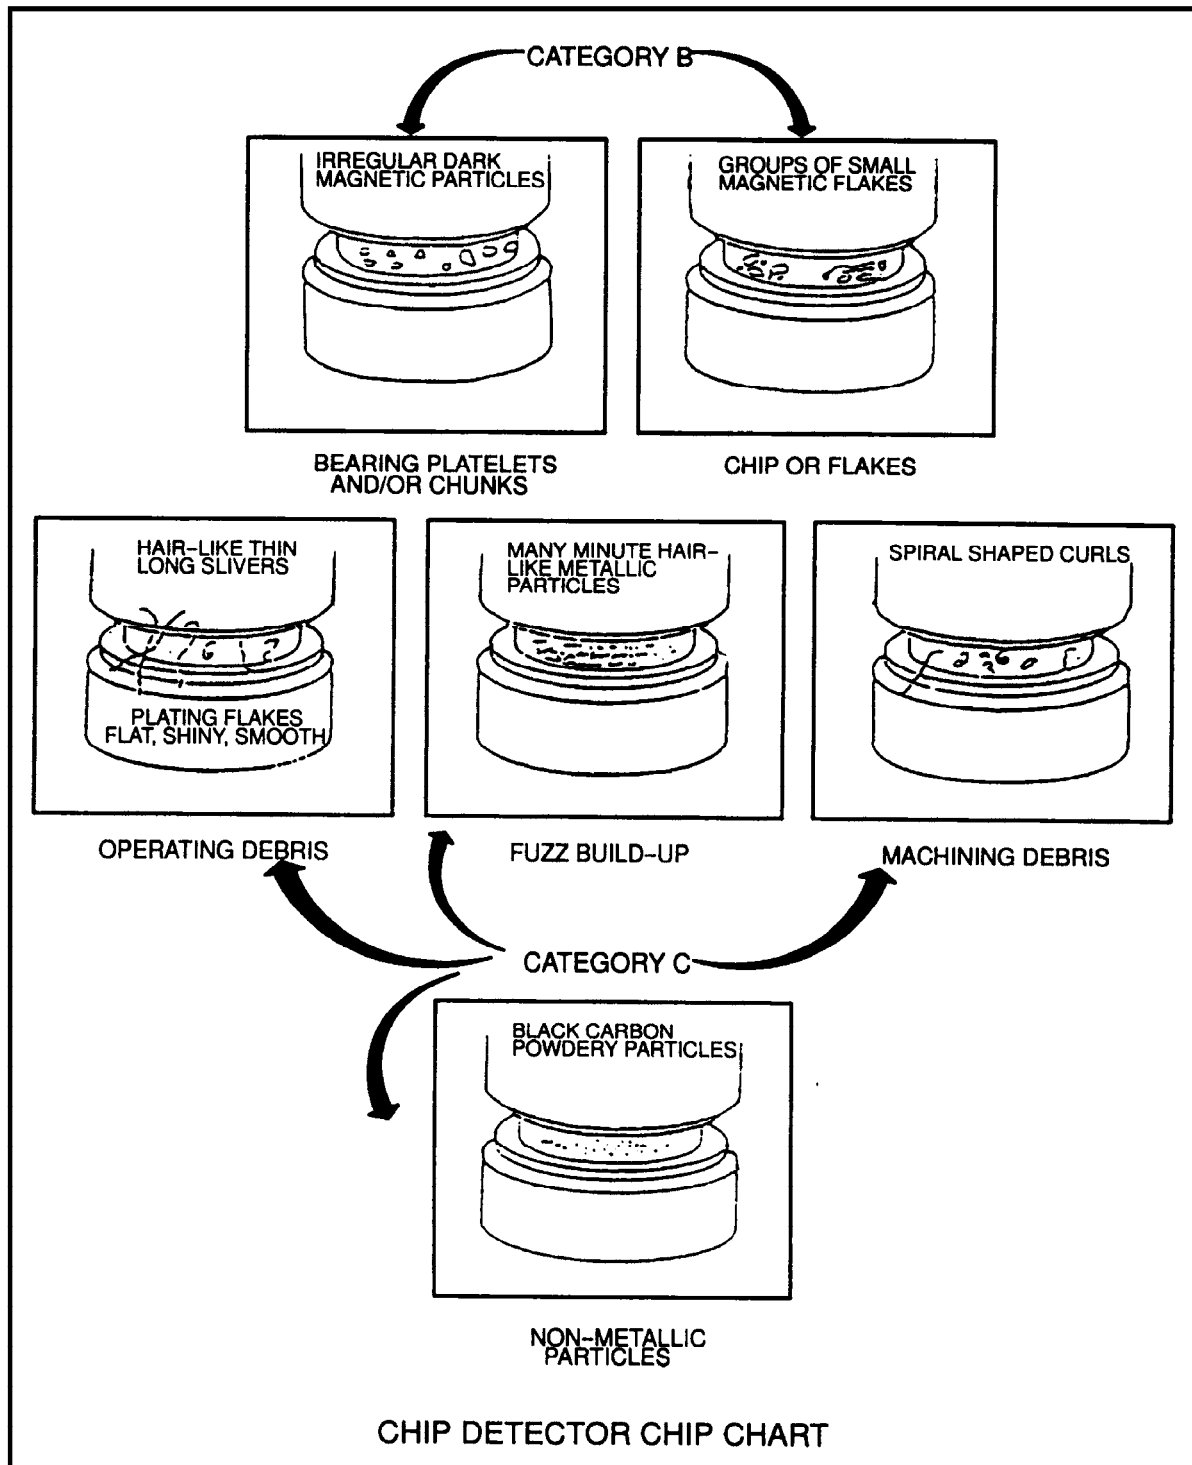 CATEGORY B
IRREGULAR DARK
MAGNETIC PARTICLES
GROUPS OF SMALL
MAGNETIC FLAKES
BEARING PLATELETS
AND/OR CHUNKS
CHIP OR FLAKES
HAIR-LIKE THIN
LONG SLIVERS
PLATING FLAKES
FLAT, SHINY, SMOOTH
MANY MINUTE HAIR-
LIKE METALLIC
PARTICLES
SPIRAL SHAPED CURLS
OPERATING DEBRIS
FUZZ BUILD-UP
MACHINING DEBRIS
CATEGORY C
BLACK CARBON
POWDERY PARTICLES
NON-METALLIC
PARTICLES
CHIP DETECTOR CHIP CHART